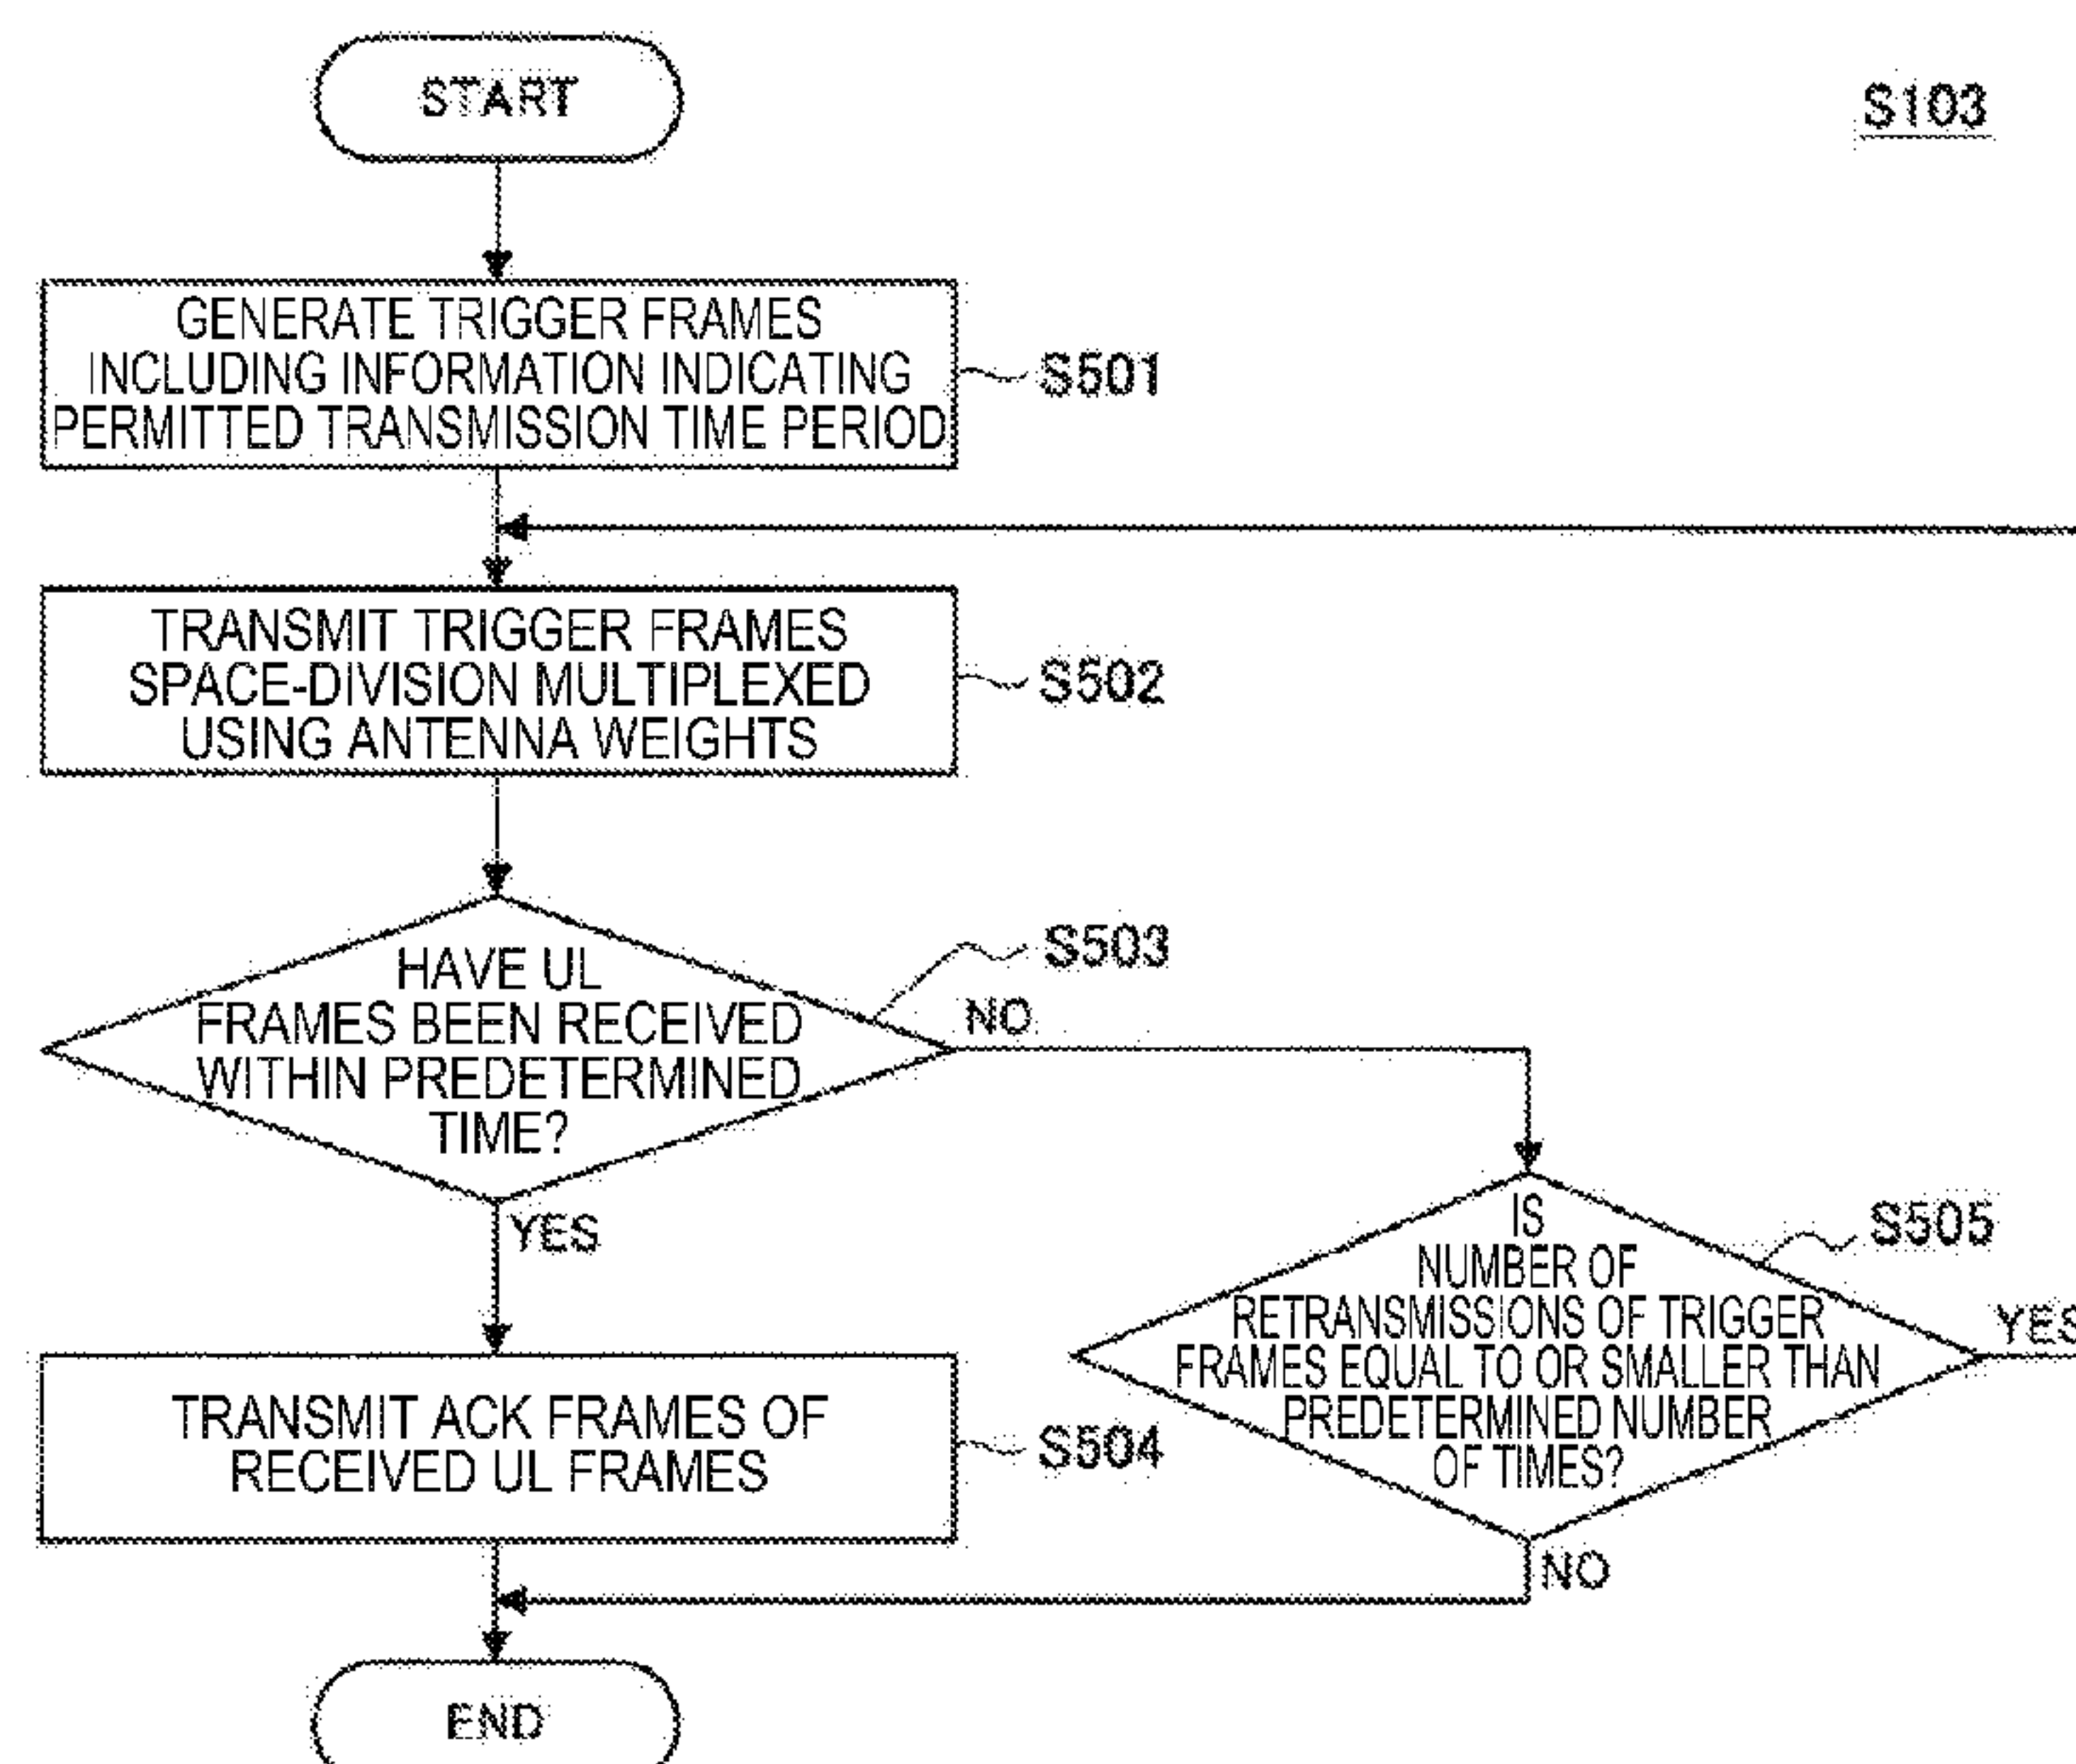 START
S103
GENERATE TRIGGER FRAMES
INCLUDING INFORMATION INDICATING
PERMITTED TRANSMISSION TIME PERIOD
S501
TRANSMIT TRIGGER FRAMES
SPACE-DIVISION MULTIPLEXED
USING ANTENNA WEIGHTS
S502
HAVE UL
FRAMES BEEN RECEIVED
WITHIN PREDETERMINED
TIME?
S503
NO
YES
IS
NUMBER OF
RETRANSMISSIONS OF TRIGGER
FRAMES EQUAL TO OR SMALLER THAN
PREDETERMINED NUMBER
OF TIMES?
S505
YES
NO
TRANSMIT ACK FRAMES OF
RECEIVED UL FRAMES
S504
END